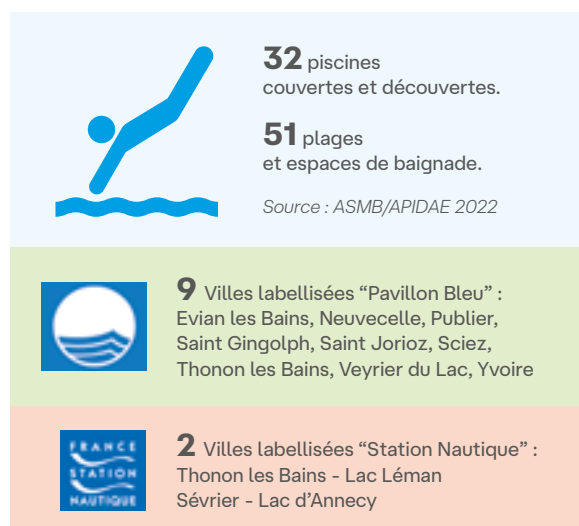 32 piscines
couvertes et découvertes.
51 plages
et espaces de baignade.
Source : ASMB/APIDAE 2022
9 Villes labellisées “Pavillon Bleu” :
Evian les Bains, Neuvecelle, Publier,
Saint Gingolph, Saint Jorioz, Sciez,
Thonon les Bains, Veyrier du Lac, Yvoire
FRANCE
STATION
NAUTIQUE
2 Villes labellisées “Station Nautique” :
Thonon les Bains - Lac Léman
Sévrier - Lac d’Annecy